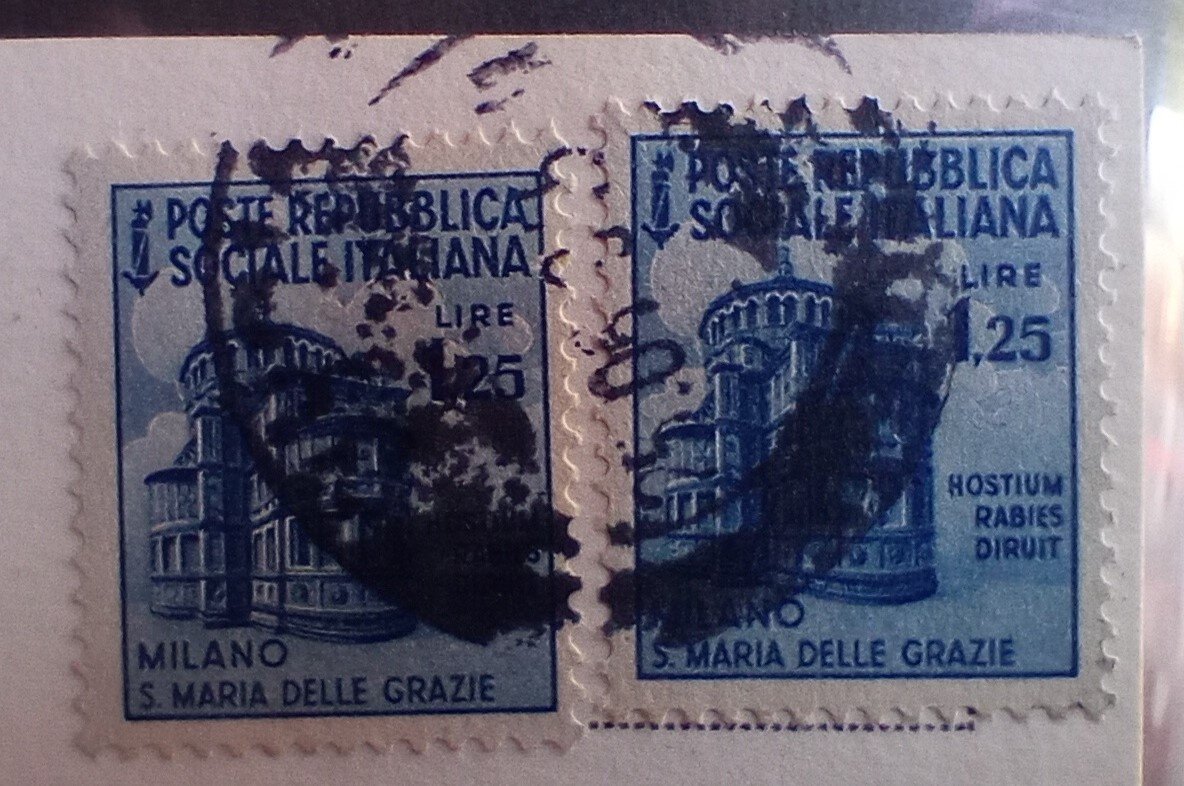 POSTE REPUBBLICA
SOCIALE ITALIANA
LIRE
1,25
MILANO
S. MARIA DELLE GRAZIE
POSTE REPUBBLICA
SOCIALE ITALIANA
LIRE
1,25
HOSTIUM
RABIES
DIRUIT
MILANO
S. MARIA DELLE GRAZIE